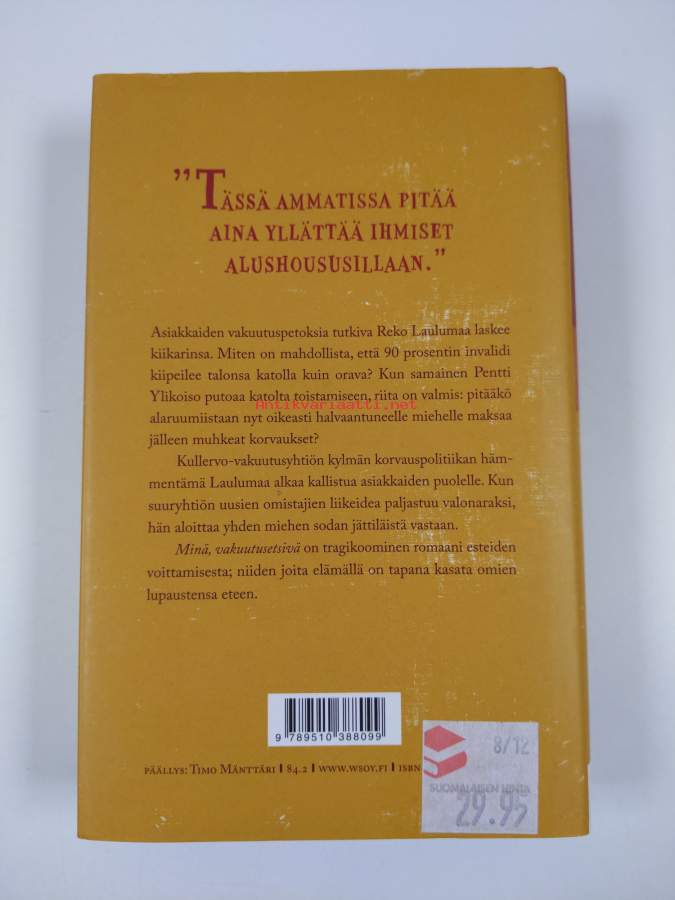 ”TÄSSÄ AMMATISSA PITÄÄ
AINA YLLÄTTÄÄ IHMISET
ALUSHOUSUSILLAAN.”
Asiakkaiden vakuutuspetoksia tutkiva Reko Laulumaa laskee
kiikarinsa. Miten on mahdollista, että 90 prosentin invalidi
kiipeilee talonsa katolla kuin orava? Kun samainen Pentti
Ylikoiso putoaa katolta toistamiseen, riita on valmis: pitääkö
Antikvariaatti.net
alaruumiistaan nyt oikeasti halvaantuneelle miehelle maksaa
jälleen muhkeat korvaukset?
Kullervo-vakuutusyhtiön kylmän korvauspolitiikan häm-
mentämä Laulumaa alkaa kallistua asiakkaiden puolelle. Kun
suuryhtiön uusien omistajien liikeidea paljastuu valonaraksi,
hän aloittaa yhden miehen sodan jättiläistä vastaan.
Minä, vakuutusetsivä on tragikoominen romaani esteiden
voittamisesta; niiden joita elämällä on tapana kasata omien
lupaustensa eteen.
9 789510 388099
PÄÄLLYS: TIMO MÄNTTÄRI | 84.2 | WWW.WSOY.FI | ISBN
8/12
SUOMALAISEN HINTA
29.95